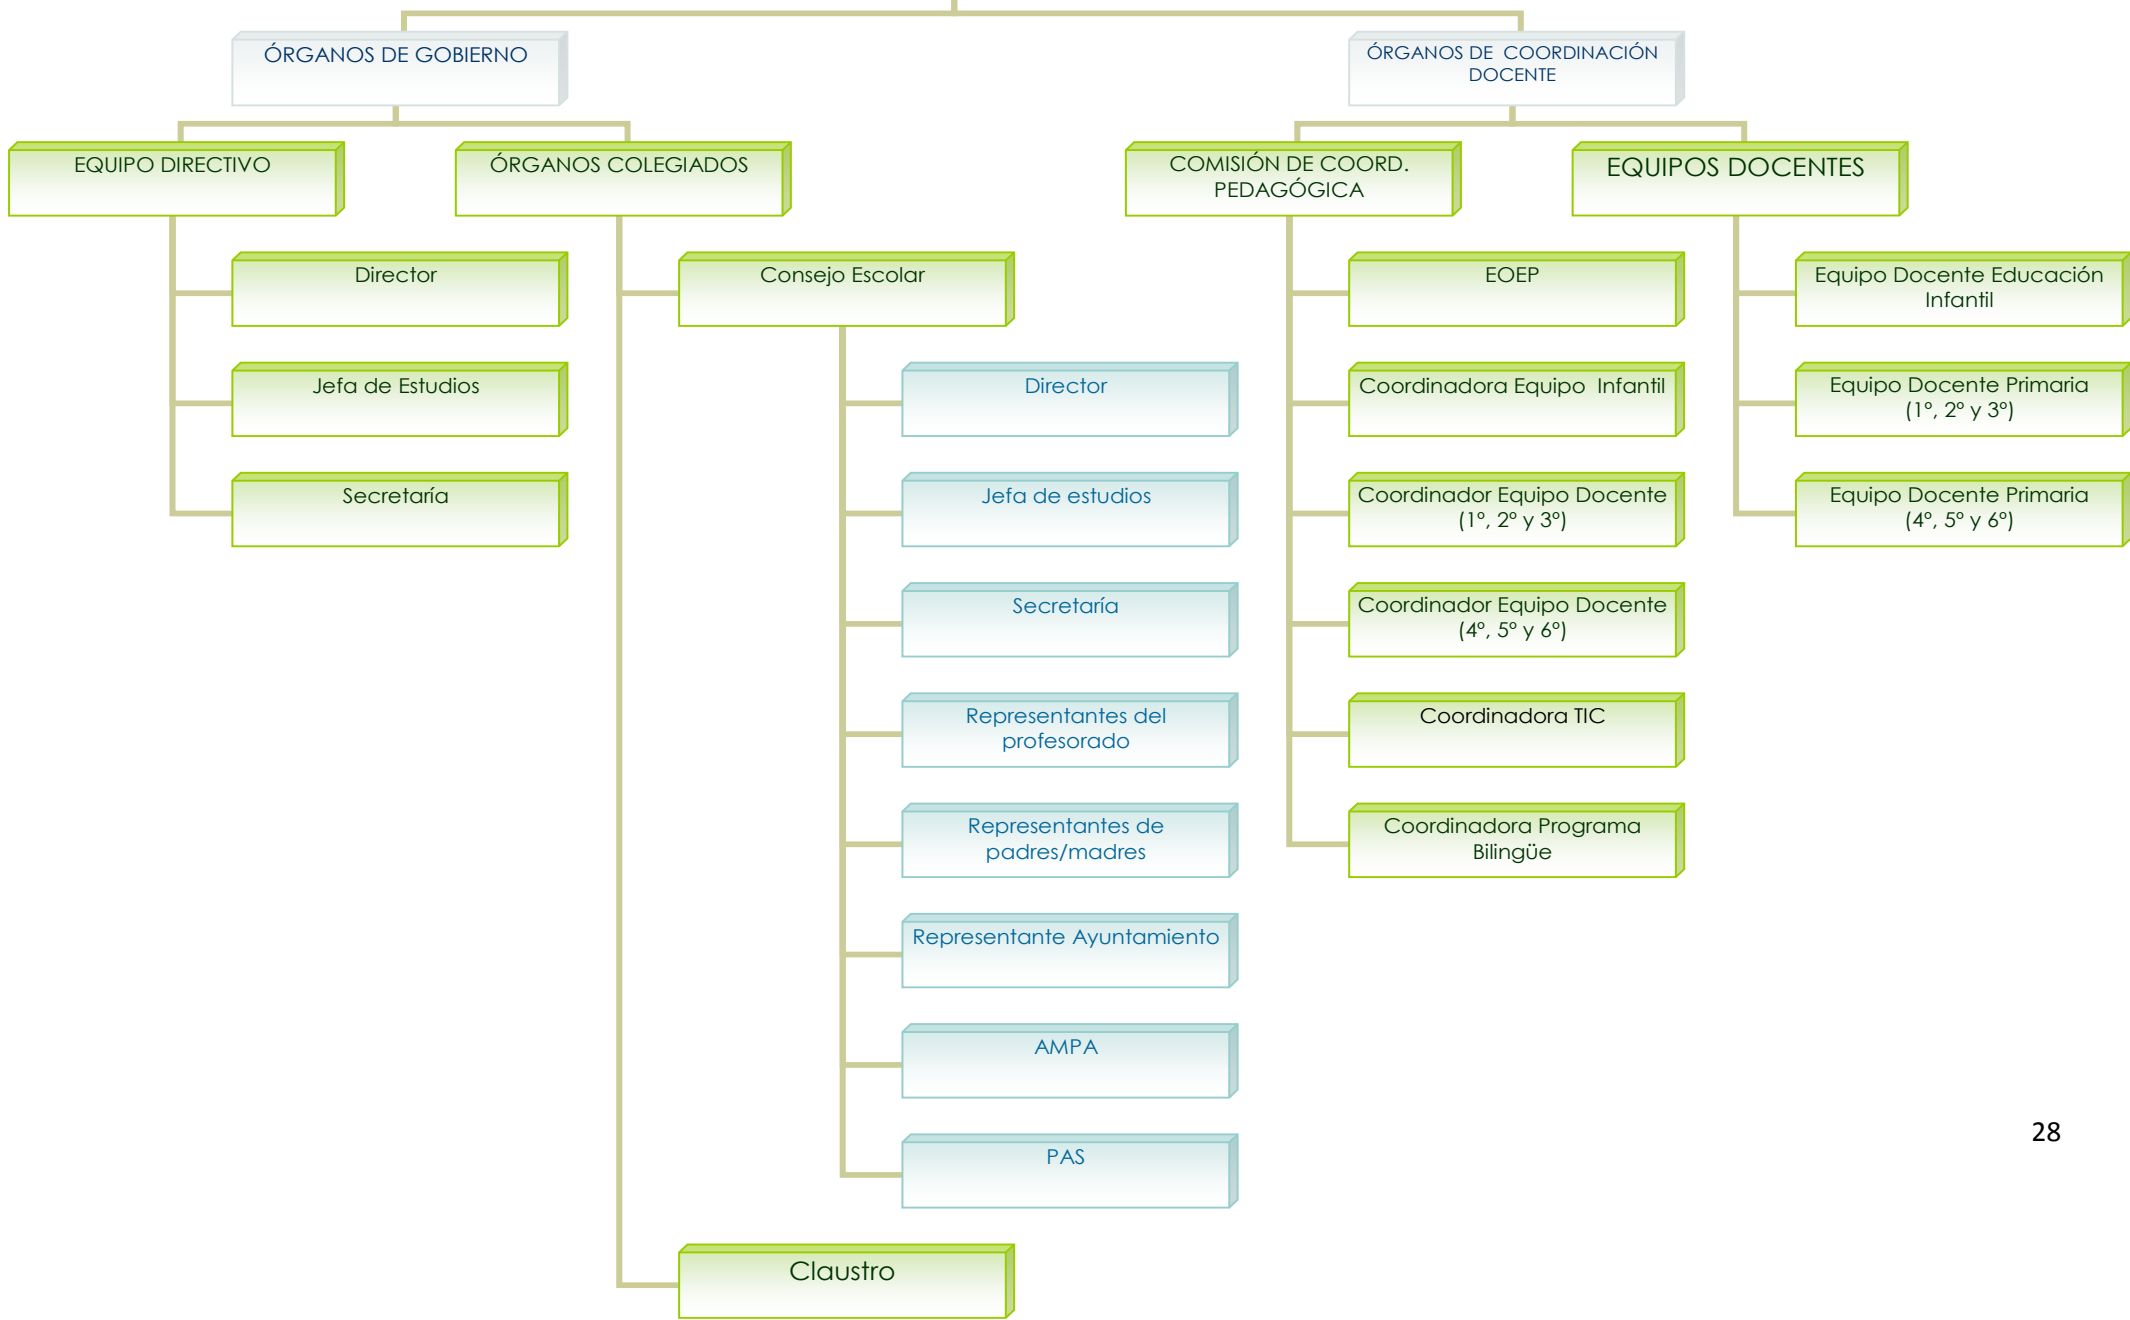 ÓRGANOS DE GOBIERNO
ÓRGANOS DE COORDINACIÓN
DOCENTE
EQUIPO DIRECTIVO
ÓRGANOS COLEGIADOS
COMISIÓN DE COORD.
PEDAGÓGICA
EQUIPOS DOCENTES
Director
Jefa de Estudios
Secretaría
Consejo Escolar
Director
Jefa de estudios
Secretaría
Representantes del
profesorado
Representantes de
padres/madres
Representante Ayuntamiento
AMPA
PAS
Claustro
EOEP
Coordinadora Equipo Infantil
Coordinador Equipo Docente
(1º, 2º y 3º)
Coordinador Equipo Docente
(4º, 5º y 6º)
Coordinadora TIC
Coordinadora Programa
Bilingüe
Equipo Docente Educación
Infantil
Equipo Docente Primaria
(1º, 2º y 3º)
Equipo Docente Primaria
(4º, 5º y 6º)
28